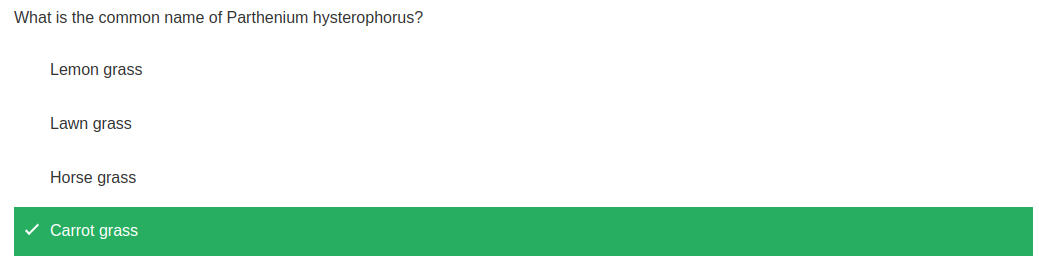 What is the common name of Parthenium hysterophorus?
Lemon grass
Lawn grass
Horse grass
Carrot grass